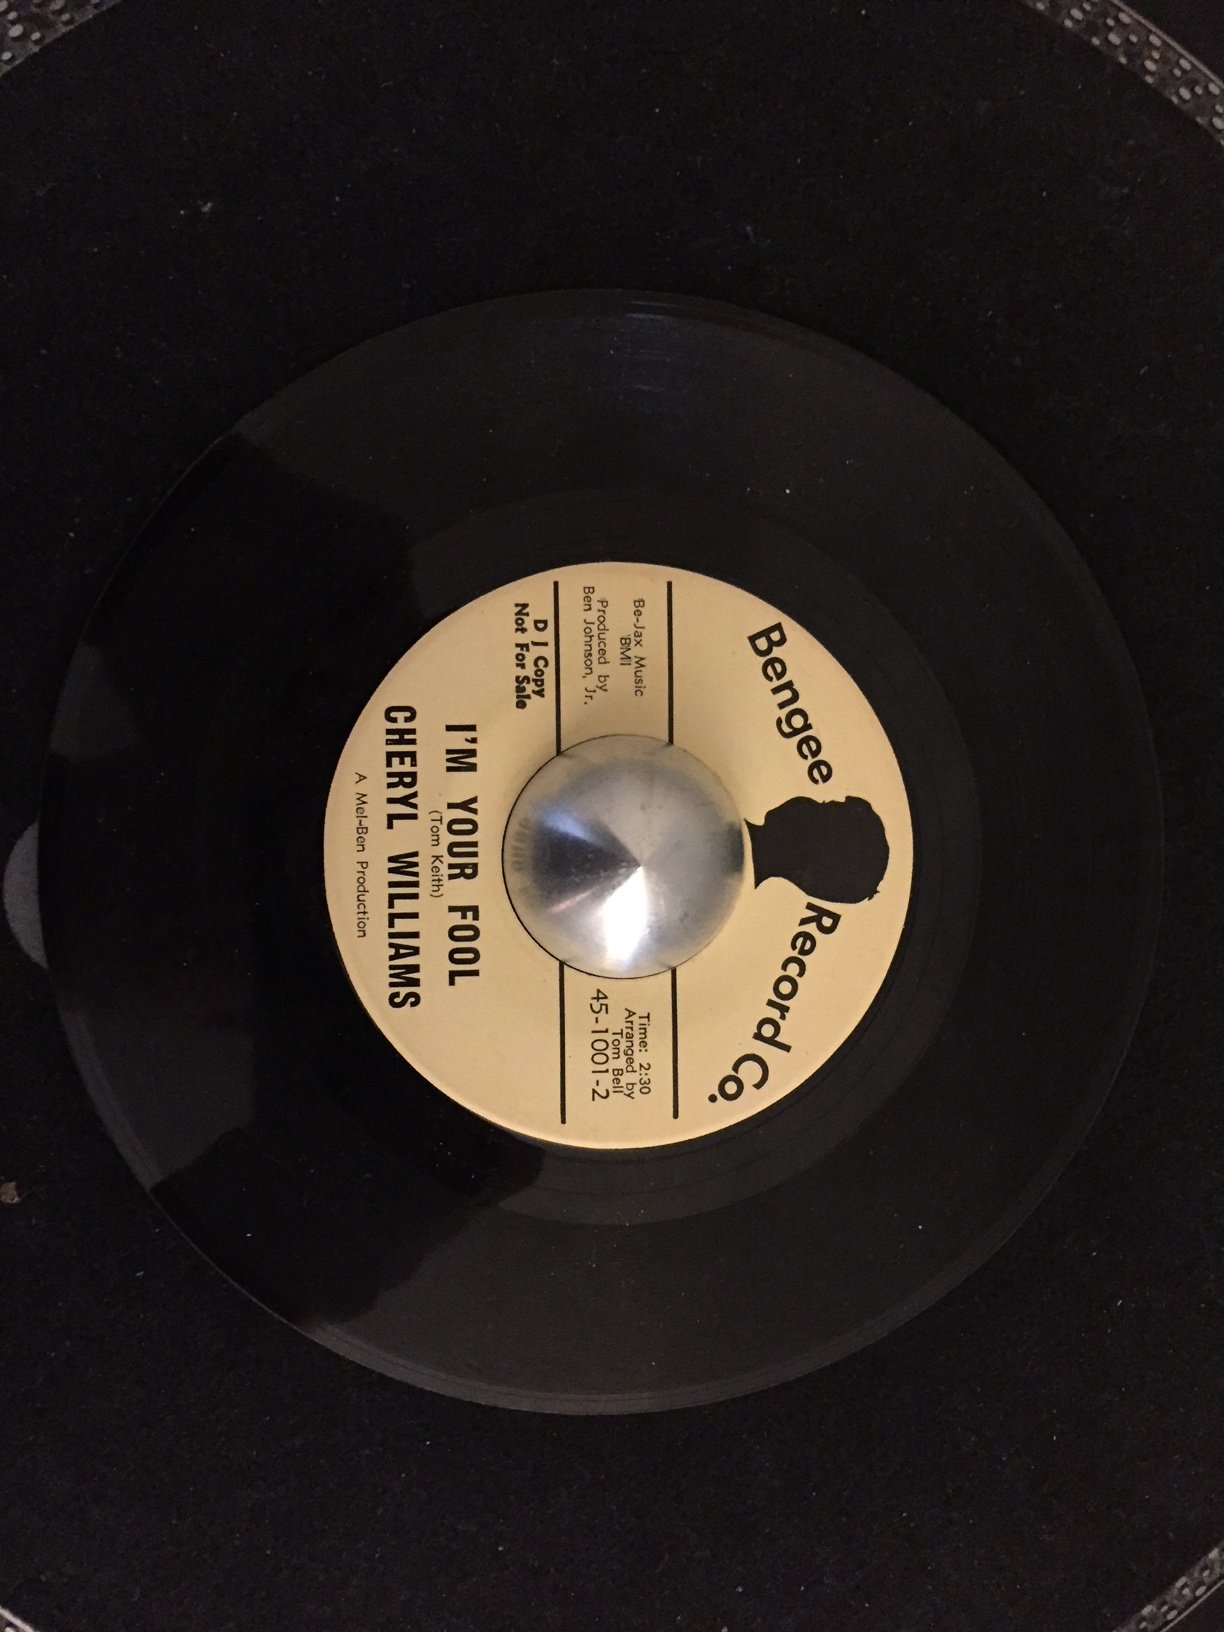 Bengee Record Co.
Be-Jax Music
BMI
Produced by
Ben Johnson, Jr.
Time: 2:30
Arranged by
Tom Bell
45-1001-2
D J Copy
Not For Sale
I'M YOUR FOOL
(Tom Keith)
CHERYL WILLIAMS
A Mel-Ben Production